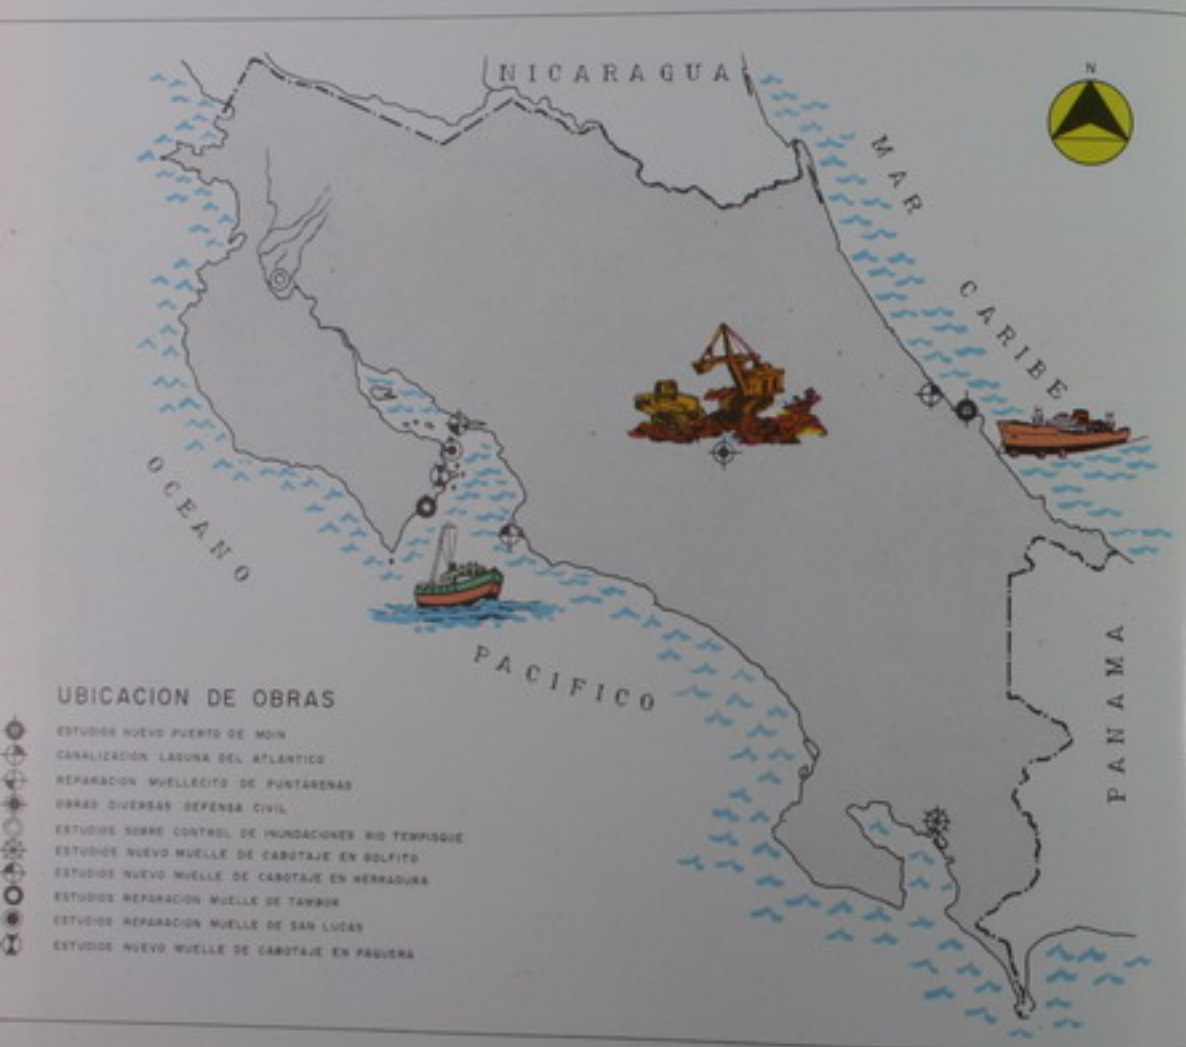 NICARAGUA
N
MAR CARIBE
OCEANO
PACIFICO
PANAMA
UBICACION DE OBRAS
ESTUDIOS NUEVO PUERTO DE MOIN
CANALIZACION LAGUNA DEL ATLANTICO
REPARACION MUELLECITO DE PUNTARENAS
OBRAS DIVERSAS DEFENSA CIVIL
ESTUDIOS SOBRE CONTROL DE INUNDACIONES RIO TEMPISQUE
ESTUDIOS NUEVO MUELLE DE CABOTAJE EN GOLFITO
ESTUDIOS NUEVO MUELLE DE CABOTAJE EN HERRADURA
ESTUDIOS REPARACION MUELLE DE TAMBOR
ESTUDIOS REPARACION MUELLE DE SAN LUCAS
ESTUDIOS NUEVO MUELLE DE CABOTAJE EN PAQUERA